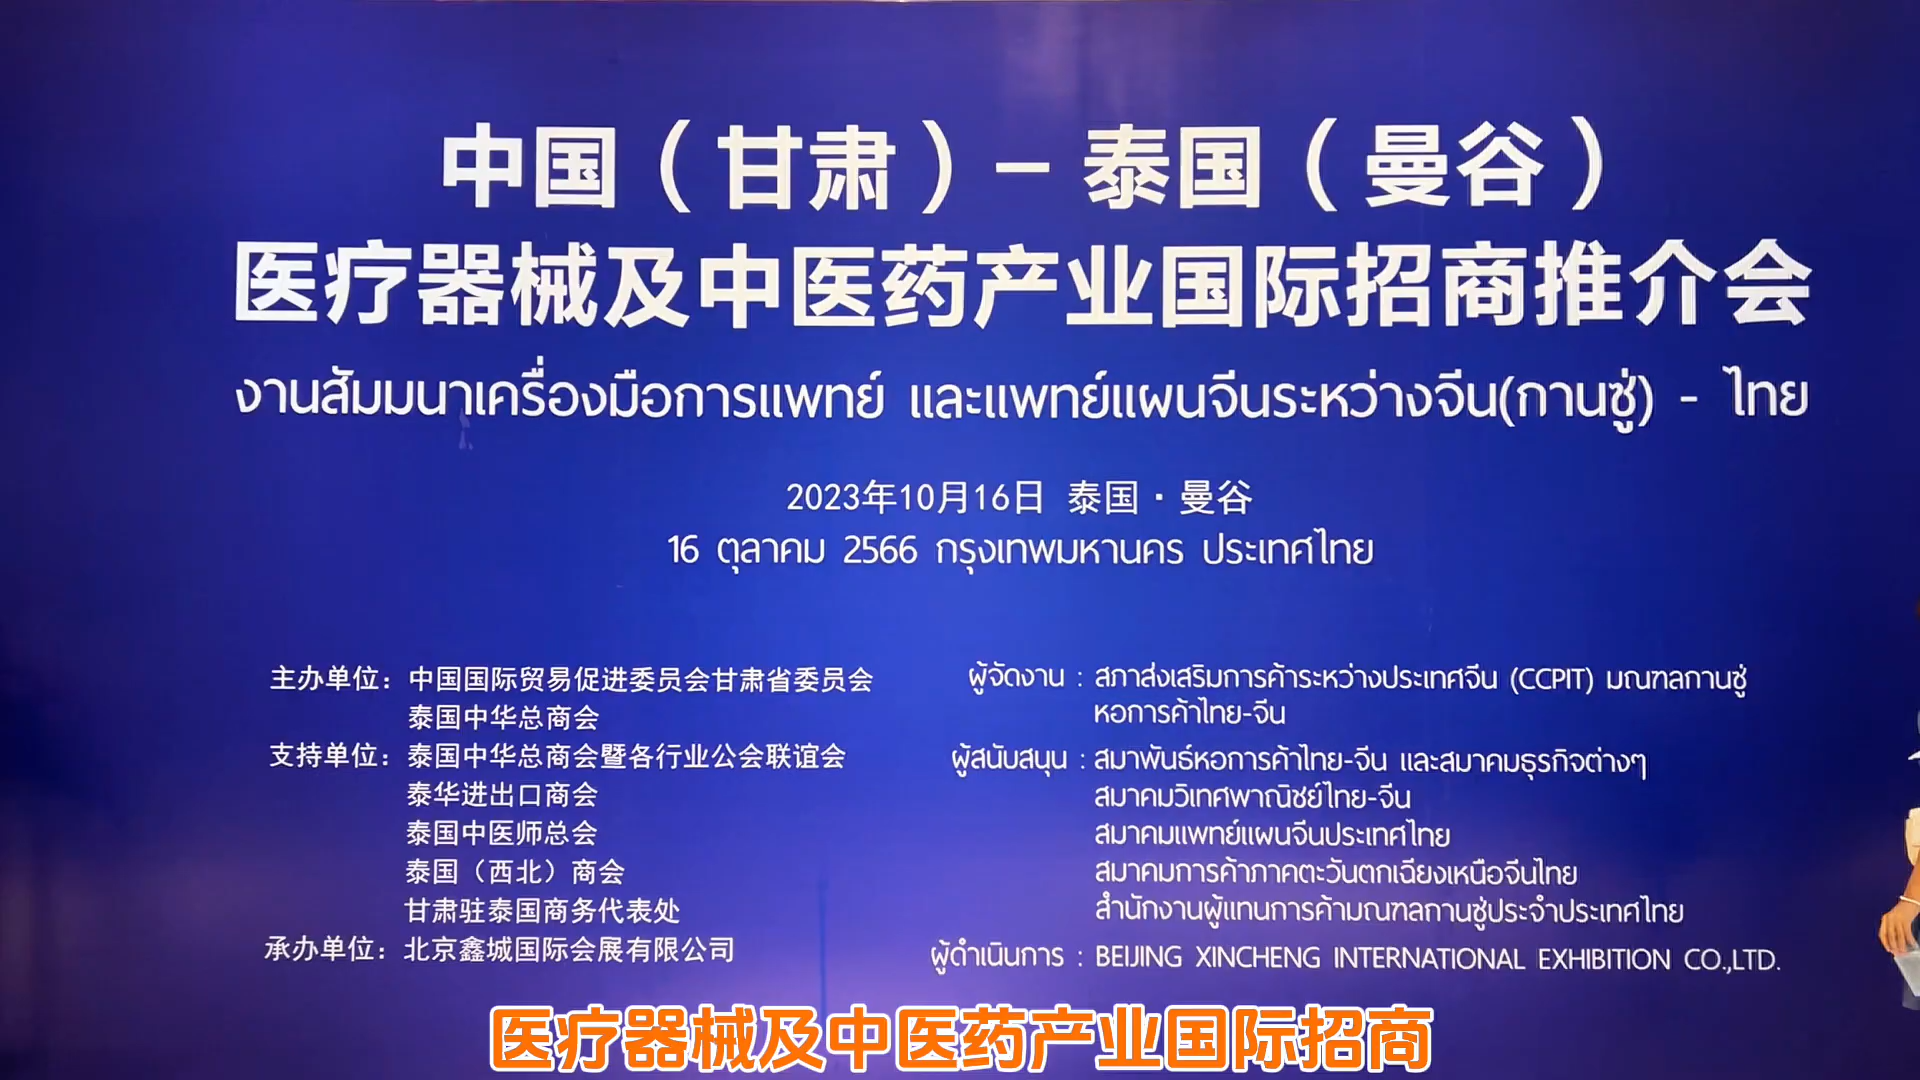 中国（甘肃）– 泰国（曼谷）
医疗器械及中医药产业国际招商推介会
งานสัมมนาเครื่องมือการแพทย์ และแพทย์แผนจีนระหว่างจีน(กานซู่) - ไทย
2023年10月16日 泰国·曼谷
16 ตุลาคม 2566 กรุงเทพมหานคร ประเทศไทย
主办单位：中国国际贸易促进委员会甘肃省委员会
泰国中华总商会
支持单位：泰国中华总商会暨各行业公会联谊会
泰华进出口商会
泰国中医师总会
泰国（西北）商会
甘肃驻泰国商务代表处
承办单位：北京鑫城国际会展有限公司
ผู้จัดงาน : สภาส่งเสริมการค้าระหว่างประเทศจีน (CCPIT) มณฑลกานซู่
หอการค้าไทย-จีน
ผู้สนับสนุน : สมาพันธ์หอการค้าไทย-จีน และสมาคมธุรกิจต่างๆ
สมาคมวิเทศพาณิชย์ไทย-จีน
สมาคมแพทย์แผนจีนประเทศไทย
สมาคมการค้าภาคตะวันตกเฉียงเหนือจีนไทย
สำนักงานผู้แทนการค้ามณฑลกานซู่ประจำประเทศไทย
ผู้ดำเนินการ : BEIJING XINCHENG INTERNATIONAL EXHIBITION CO.,LTD.
医疗器械及中医药产业国际招商